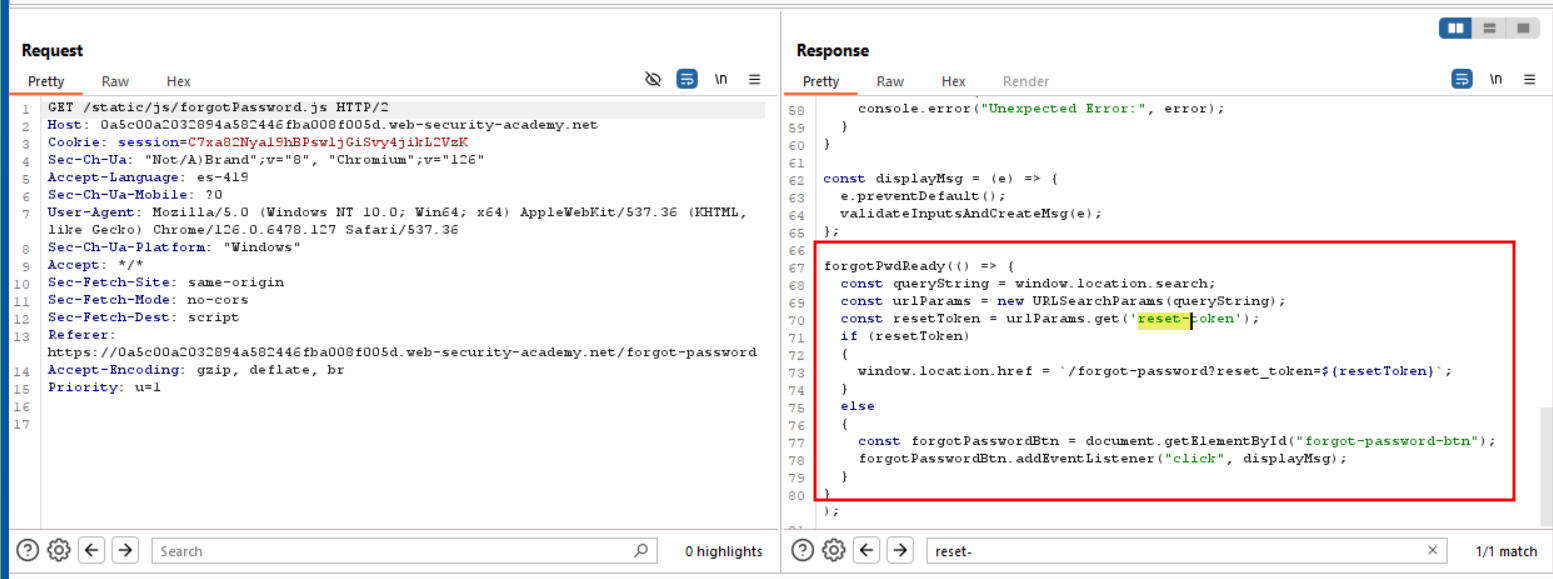 Request
Pretty Raw Hex
\n
1 GET /static/js/forgotPassword.js HTTP/2
2 Host: 0a5c00a2032894a582446fba008f005d.web-security-academy.net
3 Cookie: session=C7xa82Nyal9hBPswljGiSvy4jikL2VzK
4 Sec-Ch-Ua: "Not/A)Brand";v="8", "Chromium";v="126"
5 Accept-Language: es-419
6 Sec-Ch-Ua-Mobile: ?0
7 User-Agent: Mozilla/5.0 (Windows NT 10.0; Win64; x64) AppleWebKit/537.36 (KHTML,
like Gecko) Chrome/126.0.6478.127 Safari/537.36
8 Sec-Ch-Ua-Platform: "Windows"
9 Accept: */*
10 Sec-Fetch-Site: same-origin
11 Sec-Fetch-Mode: no-cors
12 Sec-Fetch-Dest: script
13 Referer:
https://0a5c00a2032894a582446fba008f005d.web-security-academy.net/forgot-password
14 Accept-Encoding: gzip, deflate, br
15 Priority: u=1
16
17
Search
0 highlights
Response
Pretty Raw Hex Render
\n
58 console.error("Unexpected Error:", error);
59 }
60 }
61
62 const displayMsg = (e) => {
63 e.preventDefault();
64 validateInputsAndCreateMsg(e);
65 };
66
67 forgotPwdReady(() => {
68 const queryString = window.location.search;
69 const urlParams = new URLSearchParams(queryString);
70 const resetToken = urlParams.get('reset-token');
71 if (resetToken)
72 {
73 window.location.href = `/forgot-password?reset_token=${resetToken}`;
74 }
75 else
76 {
77 const forgotPasswordBtn = document.getElementById("forgot-password-btn");
78 forgotPasswordBtn.addEventListener("click", displayMsg);
79 }
80 }
);
reset-
1/1 match